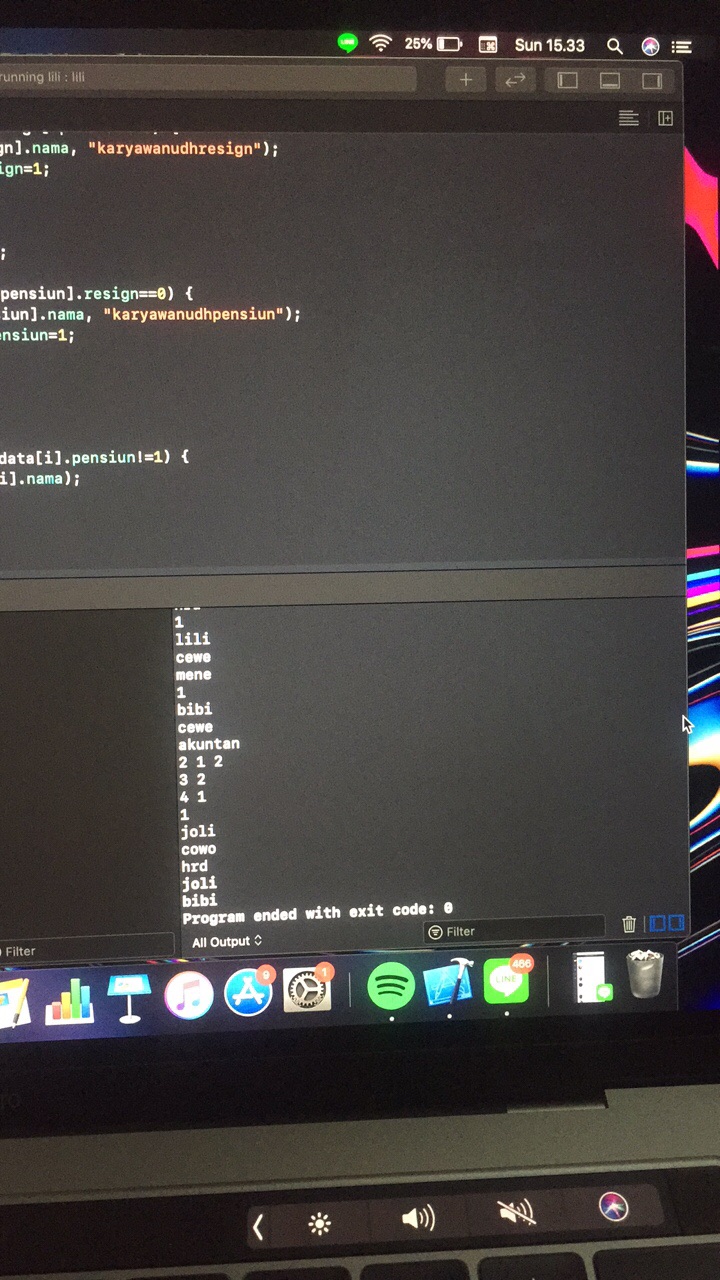 25% Sun 15.33
running lili : lili
gn].nama, "karyawanudhresign");
ign=1;
;
pensiun].resign==0) {
iun].nama, "karyawanudhpensiun");
ensiun=1;
data[i].pensiun!=1) {
i].nama);
1
lili
cewe
mene
1
bibi
cewe
akuntan
2 1 2
3 2
4 1
1
joli
cowo
hrd
joli
bibi
Program ended with exit code: 0
Filter
All Output
Filter
9
1
LINE
466